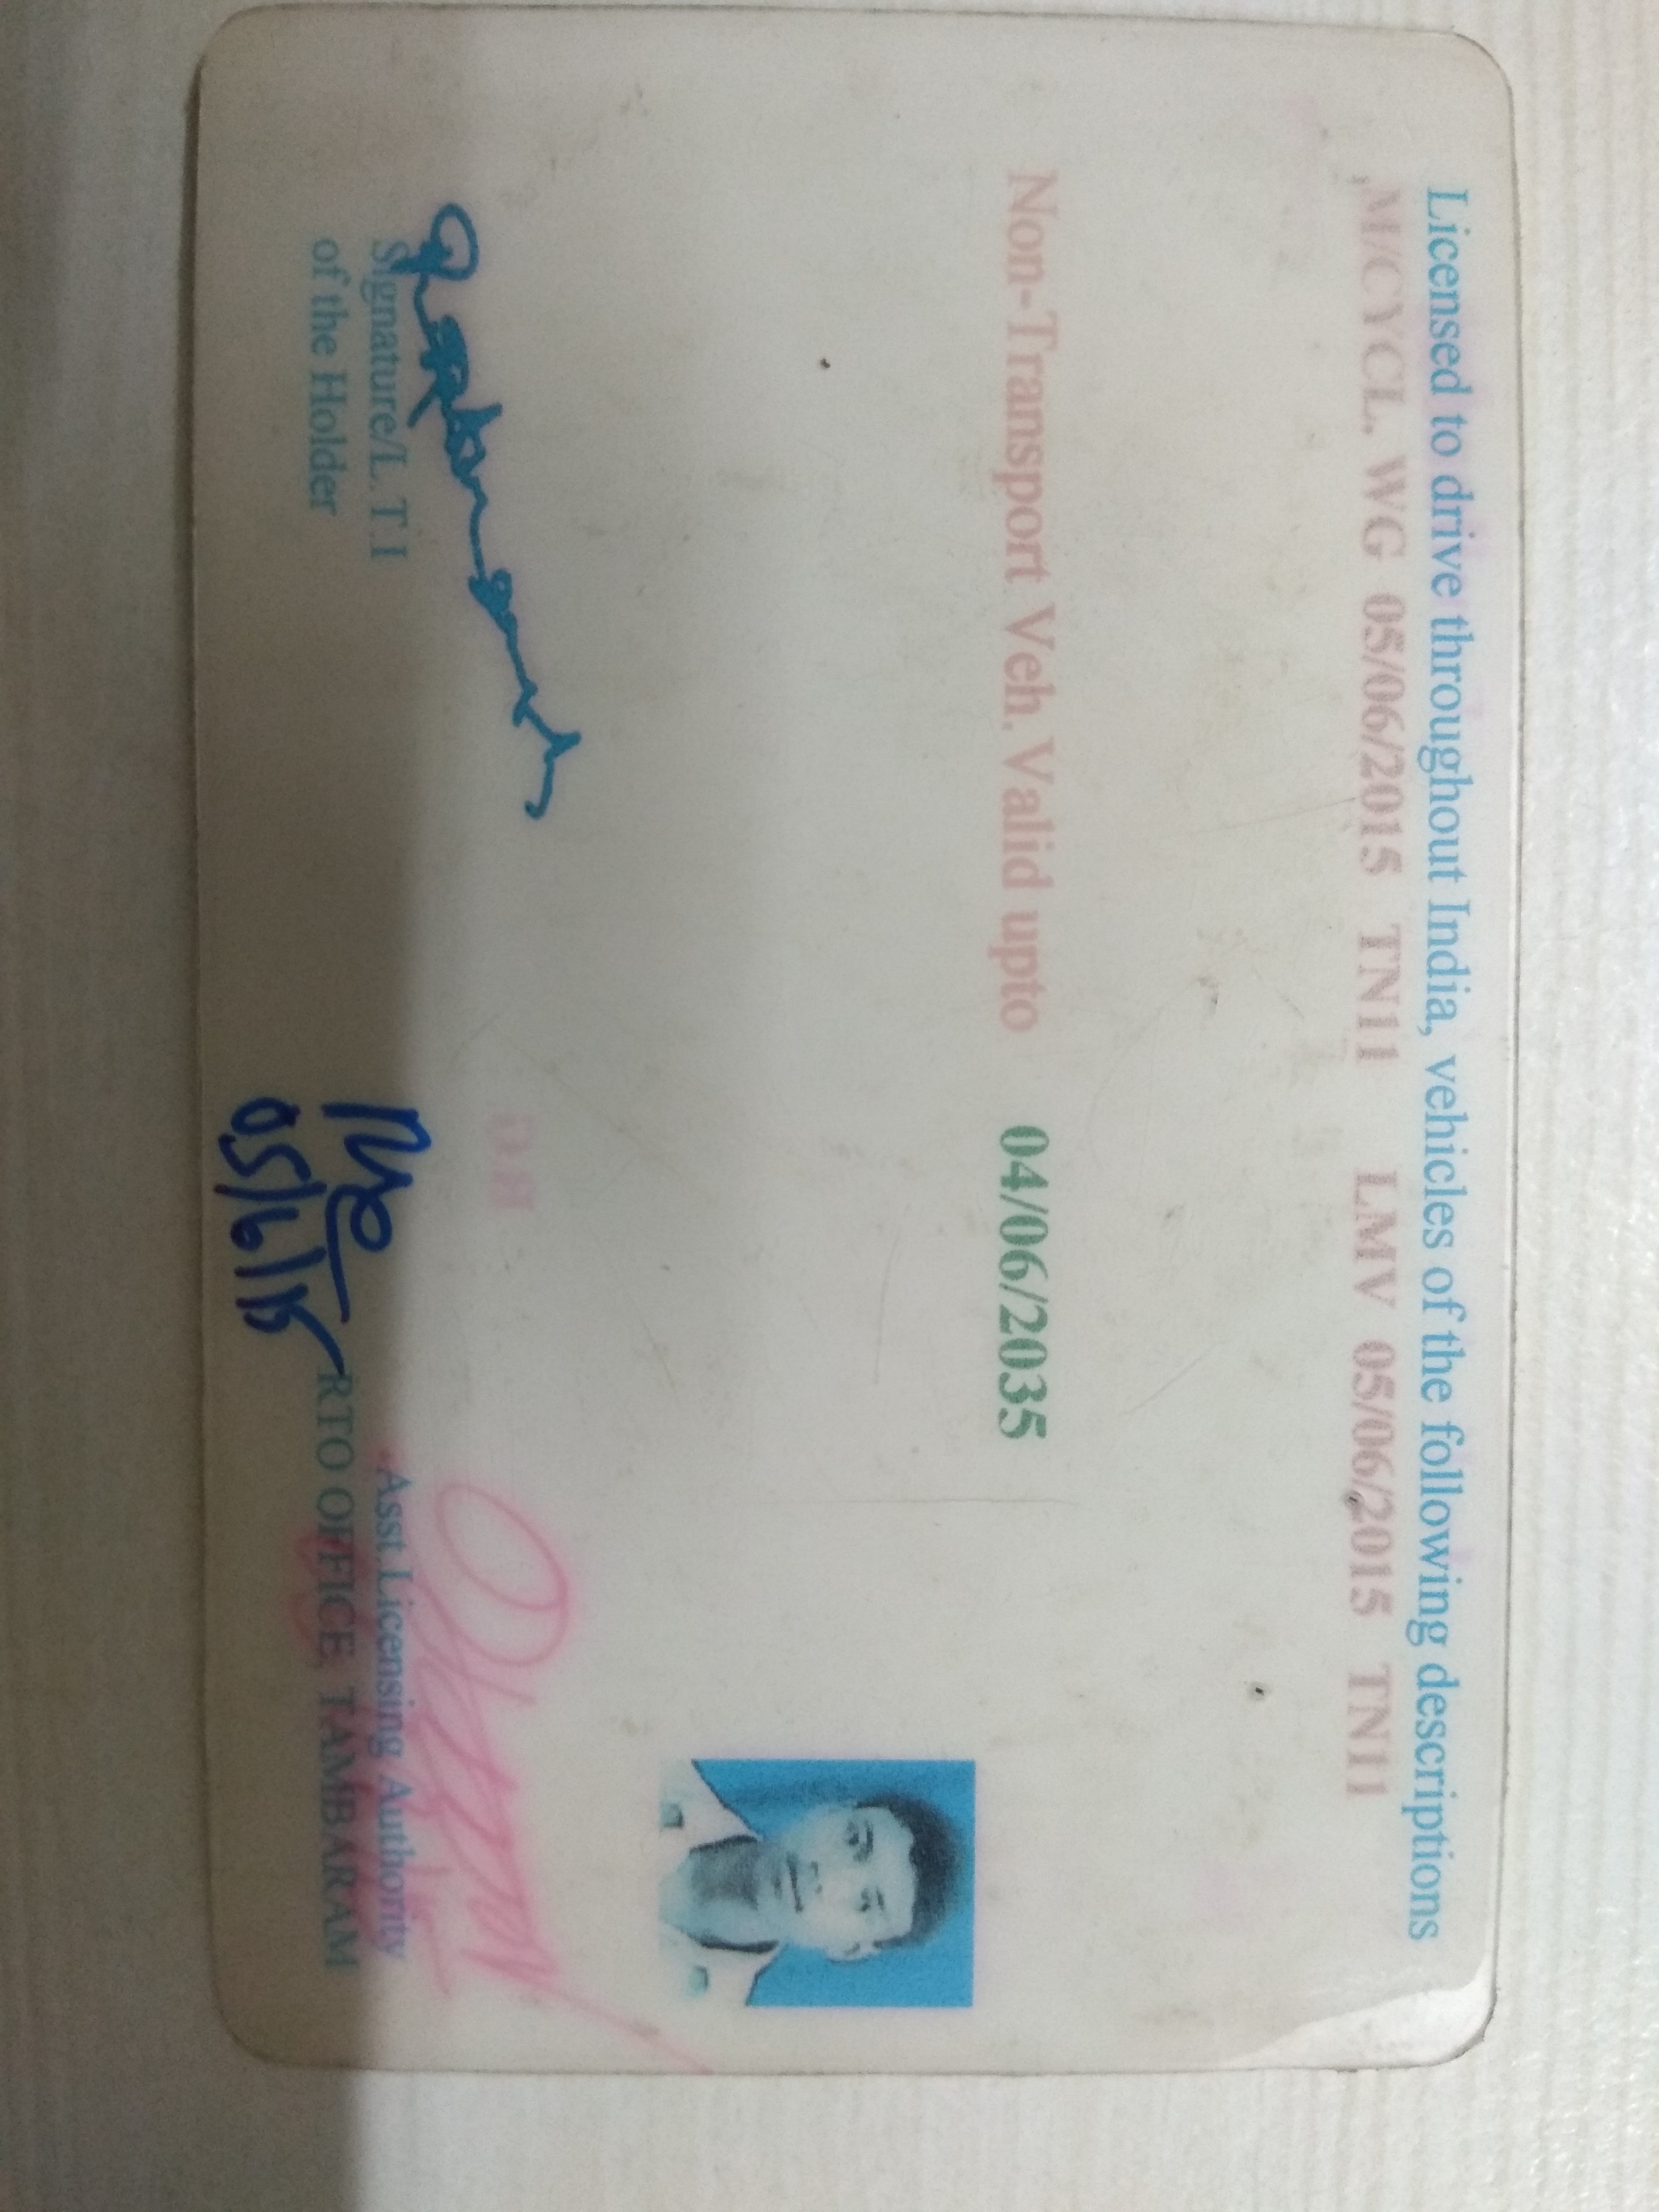 Licensed to drive throughout India, vehicles of the following descriptions
M/CYCL. WG 05/06/2015 TN11 LMV 05/06/2015 TN11
Non-Transport Veh. Valid upto 04/06/2035
Signature/L. T.I
of the Holder
Asst.Licensing Authority
RTO OFFICE, TAMBARAM
05/6/15